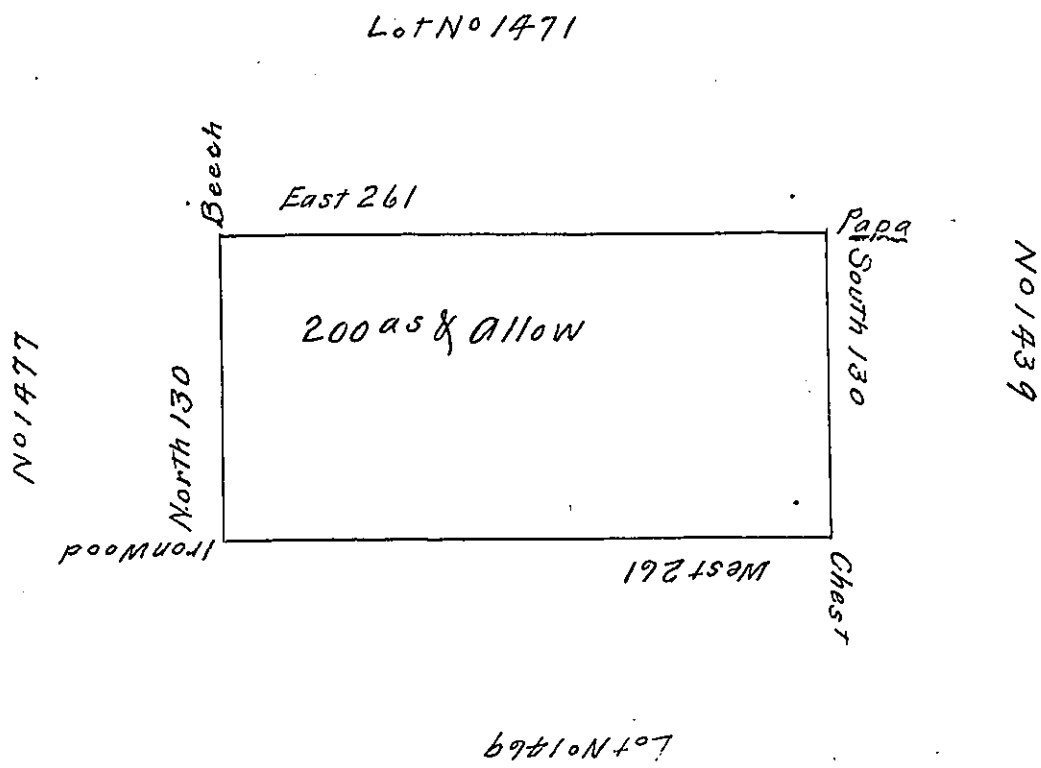 Lot No 1471
Beech
East 261
Papa
South 130
No 1439
200 as & allow
No 1477
North 130
IronWood
West 261
Chest
Lot No 1469